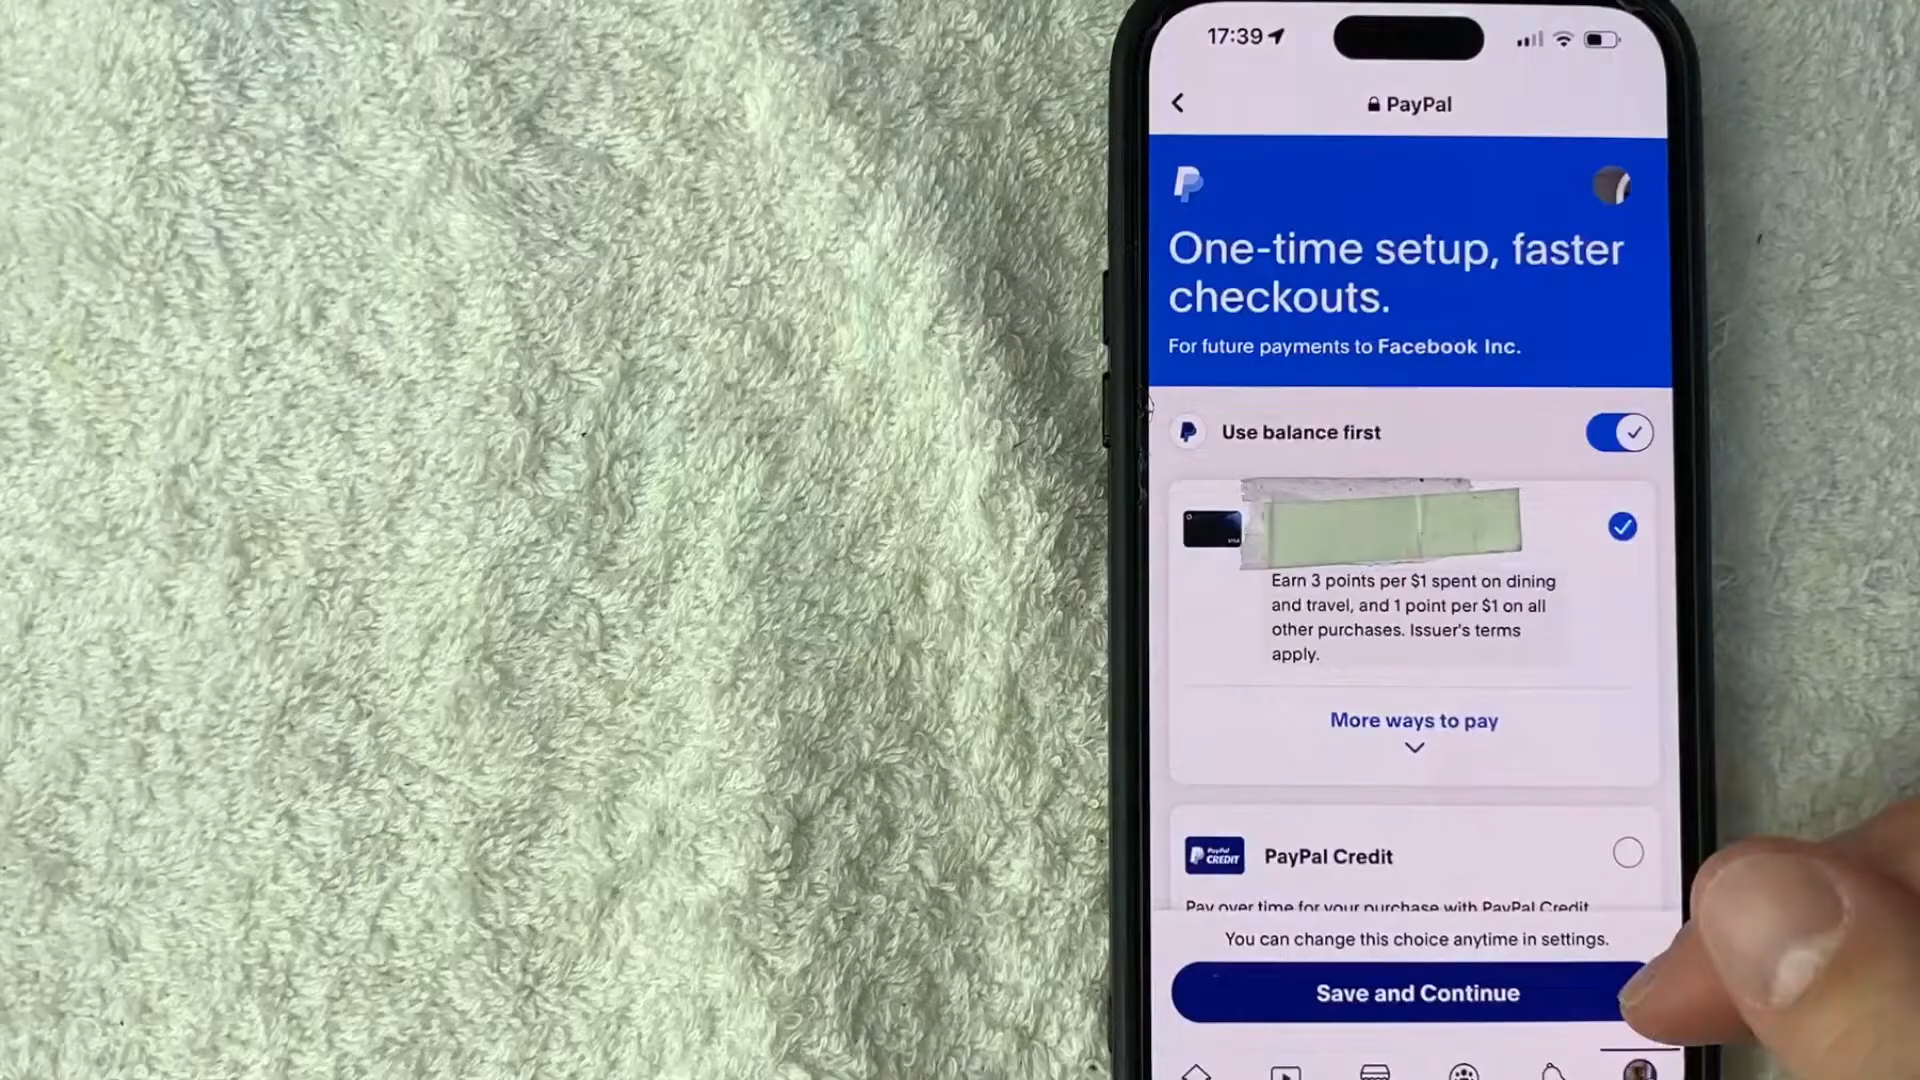 17:39
PayPal
One-time setup, faster
checkouts.
For future payments to Facebook Inc.
Use balance first
VISA
Earn 3 points per $1 spent on dining
and travel, and 1 point per $1 on all
other purchases. Issuer's terms
apply.
More ways to pay
PayPal
CREDIT
PayPal Credit
Pay over time for your purchase with PayPal Credit
You can change this choice anytime in settings.
Save and Continue